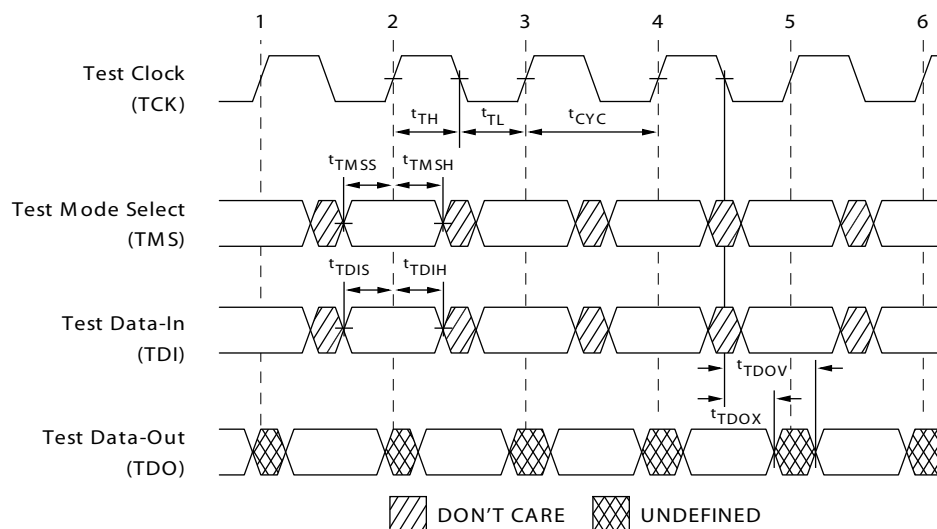 1 2 3 4 5 6
Test Clock
(TCK)
tTH tTL tCYC
tTMSS tTMSH
Test Mode Select
(TMS)
tTDIS tTDIH
Test Data-In
(TDI)
tTDOV
tTDOX
Test Data-Out
(TDO)
DON'T CARE UNDEFINED